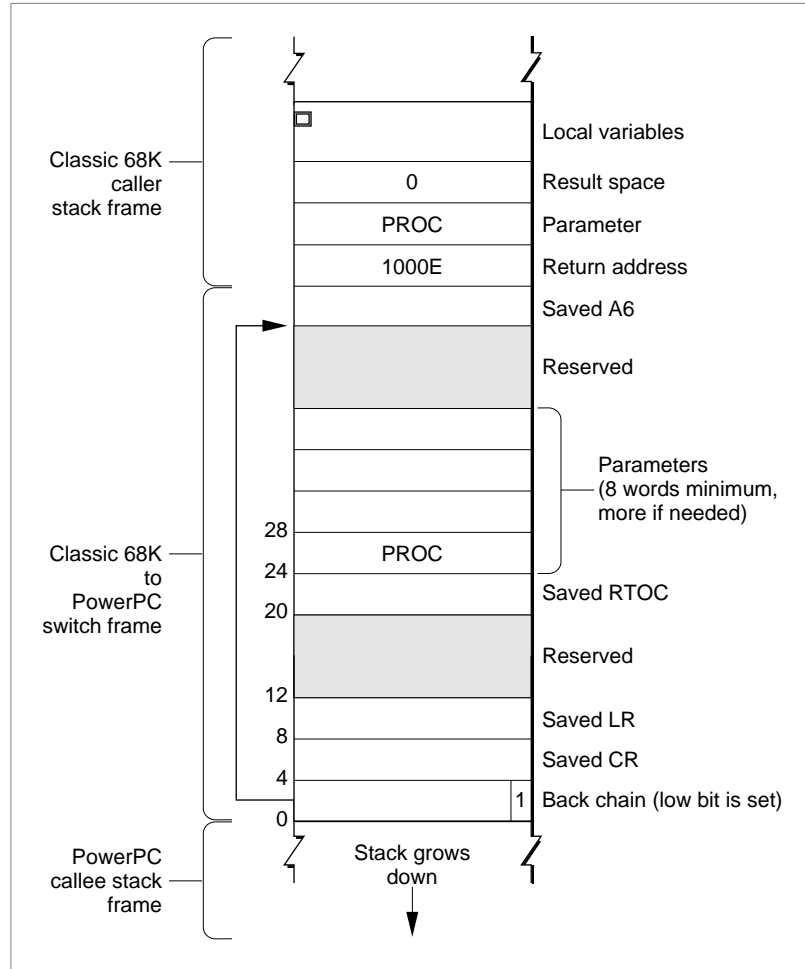 Local variables
Classic 68K
caller
stack frame
0
Result space
PROC
Parameter
1000E
Return address
Saved A6
Reserved
Parameters
(8 words minimum,
more if needed)
28
Classic 68K
to
PowerPC
switch frame
PROC
24
Saved RTOC
20
Reserved
12
Saved LR
8
Saved CR
4
1
Back chain (low bit is set)
0
PowerPC
callee stack
frame
Stack grows
down